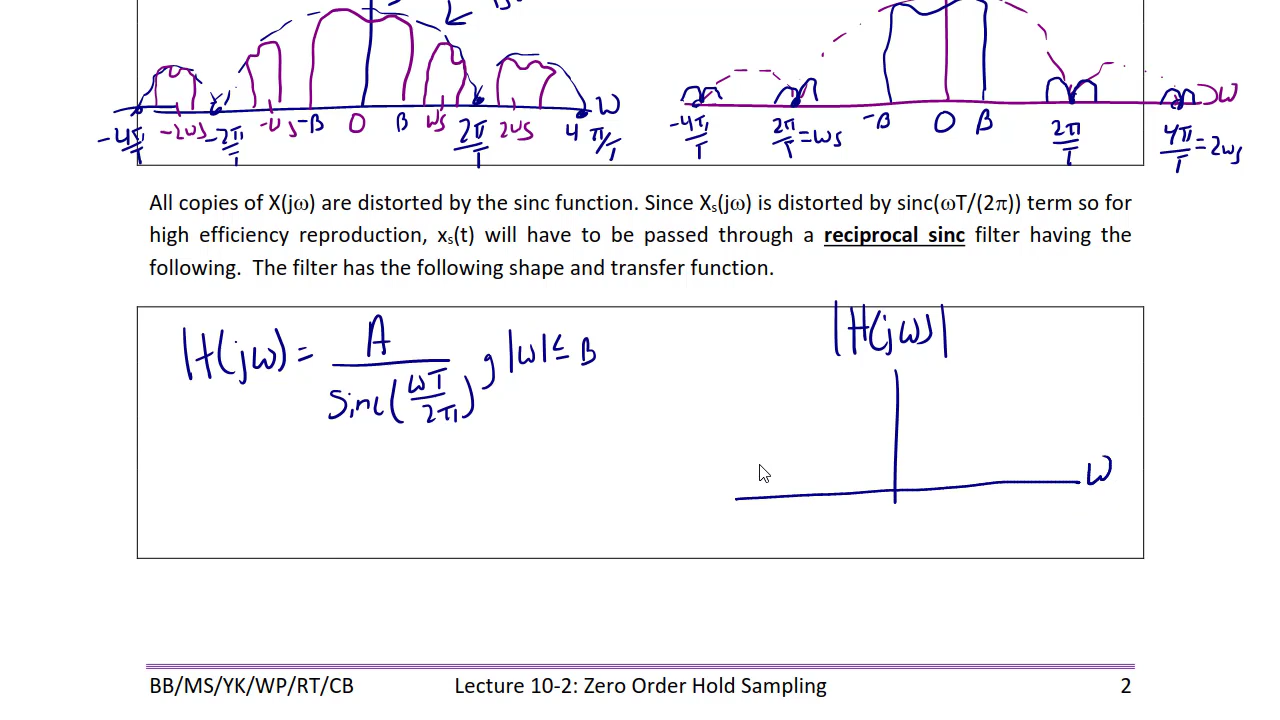 -4π/T -2ωs -2π/T -ωs -B 0 B ωs 2π/T 2ωs 4π/T ω
-4π/T 2π/T = ωs -B 0 B 2π/T 4π/T = 2ωs ω
All copies of X(jω) are distorted by the sinc function. Since Xs(jω) is distorted by sinc(ωT/(2π)) term so for
high efficiency reproduction, xs(t) will have to be passed through a reciprocal sinc filter having the
following. The filter has the following shape and transfer function.
|H(jω) = A / sinc(ωT/2π) , |ω| ≤ B
|H(jω)|
ω
BB/MS/YK/WP/RT/CB Lecture 10-2: Zero Order Hold Sampling 2